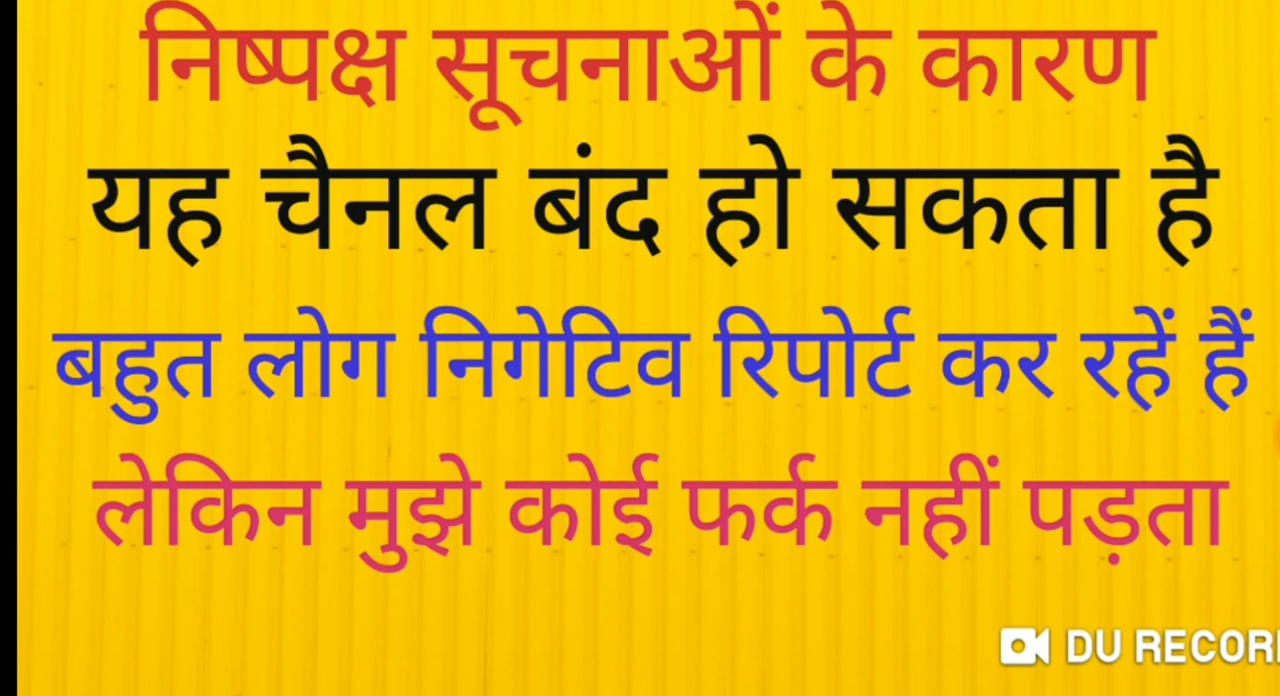 निष्पक्ष सूचनाओं के कारण
यह चैनल बंद हो सकता है
बहुत लोग निगेटिव रिपोर्ट कर रहें हैं
लेकिन मुझे कोई फर्क नहीं पड़ता
DU RECOR